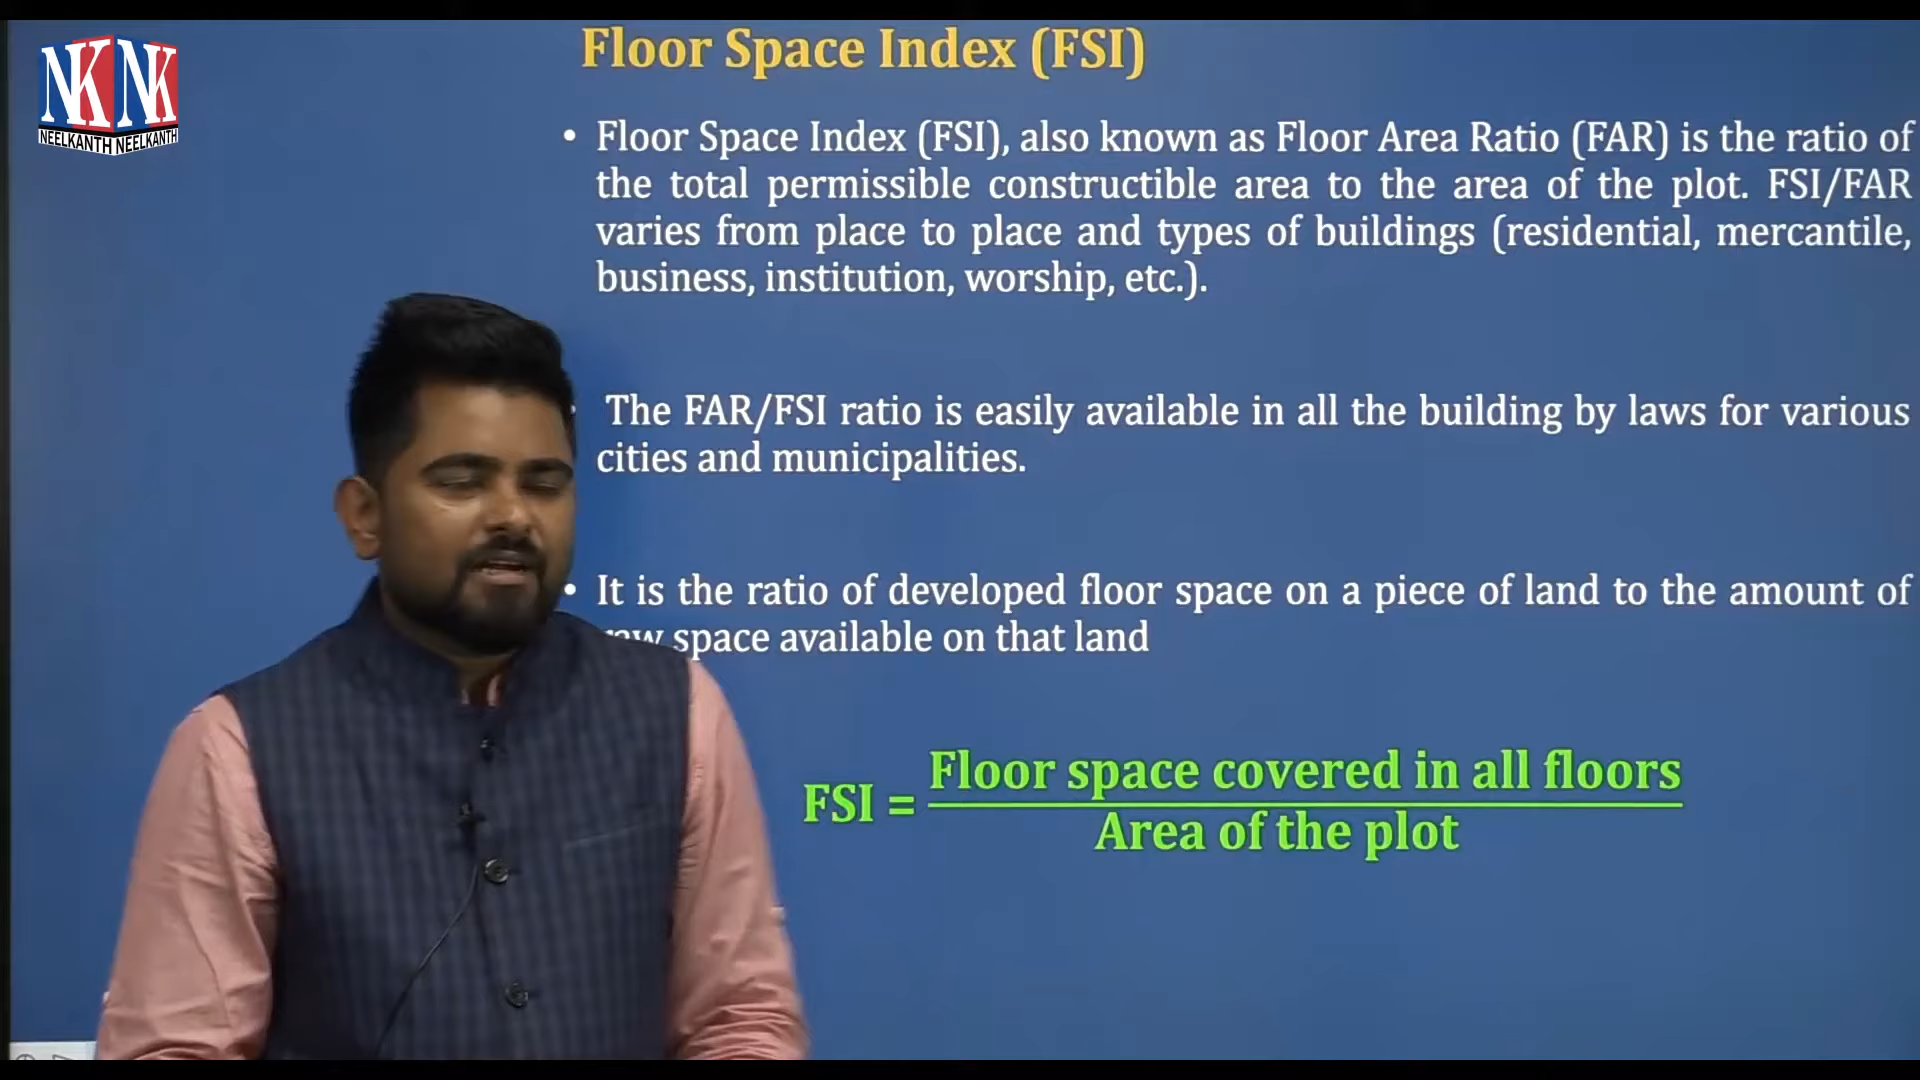 NKNK
NEELKANTH NEELKANTH
Floor Space Index (FSI)
• Floor Space Index (FSI), also known as Floor Area Ratio (FAR) is the ratio of
the total permissible constructible area to the area of the plot. FSI/FAR
varies from place to place and types of buildings (residential, mercantile,
business, institution, worship, etc.).
The FAR/FSI ratio is easily available in all the building by laws for various
cities and municipalities.
• It is the ratio of developed floor space on a piece of land to the amount of
space available on that land
FSI = Floor space covered in all floors
Area of the plot